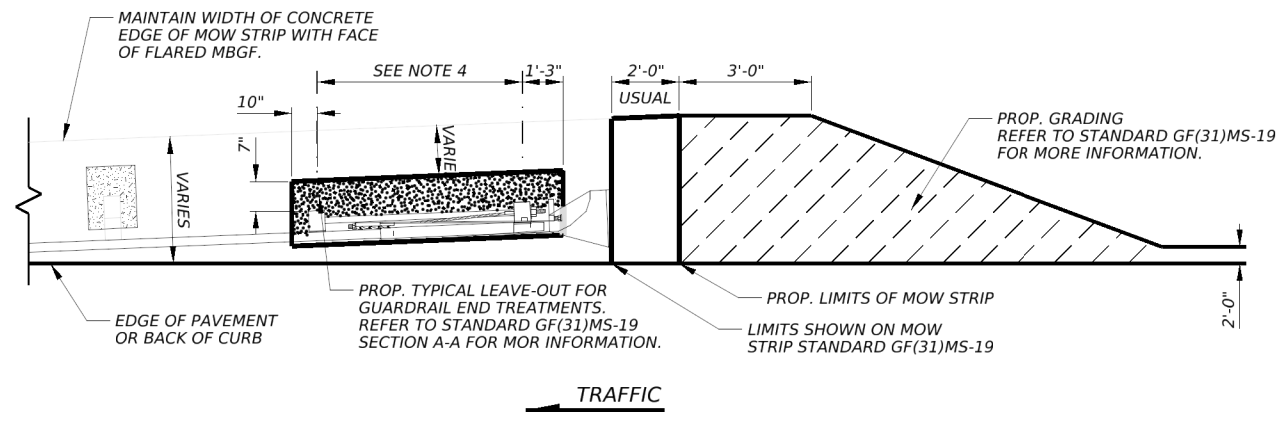 MAINTAIN WIDTH OF CONCRETE
EDGE OF MOW STRIP WITH FACE
OF FLARED MBGF.
SEE NOTE 4
1'-3"
2'-0"
USUAL
3'-0"
10"
7"
VARIES
VARIE
PROP. GRADING
REFER TO STANDARD GF(31)MS-19
FOR MORE INFORMATION.
PROP. TYPICAL LEAVE-OUT FOR
GUARDRAIL END TREATMENTS.
REFER TO STANDARD GF(31)MS-19
SECTION A-A FOR MOR INFORMATION.
EDGE OF PAVEMENT
OR BACK OF CURB
PROP. LIMITS OF MOW STRIP
LIMITS SHOWN ON MOW
STRIP STANDARD GF(31)MS-19
2'-0"
TRAFFIC